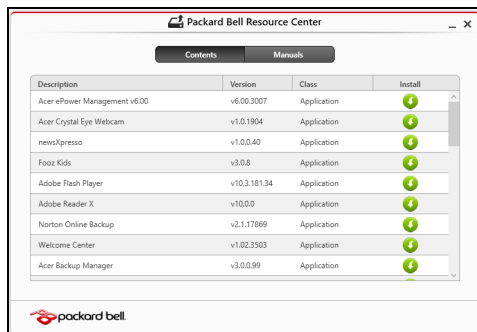 Packard Bell Resource Center
Contents Manuals
Description Version Class Install
Acer ePower Management v6.00 v6.00.3007 Application
Acer Crystal Eye Webcam v1.0.1904 Application
newsXpresso v1.0.0.40 Application
Fooz Kids v3.0.8 Application
Adobe Flash Player v10.3.181.34 Application
Adobe Reader X v10.0.0 Application
Norton Online Backup v2.1.17869 Application
Welcome Center v1.02.3503 Application
Acer Backup Manager v3.0.0.99 Application
packard bell